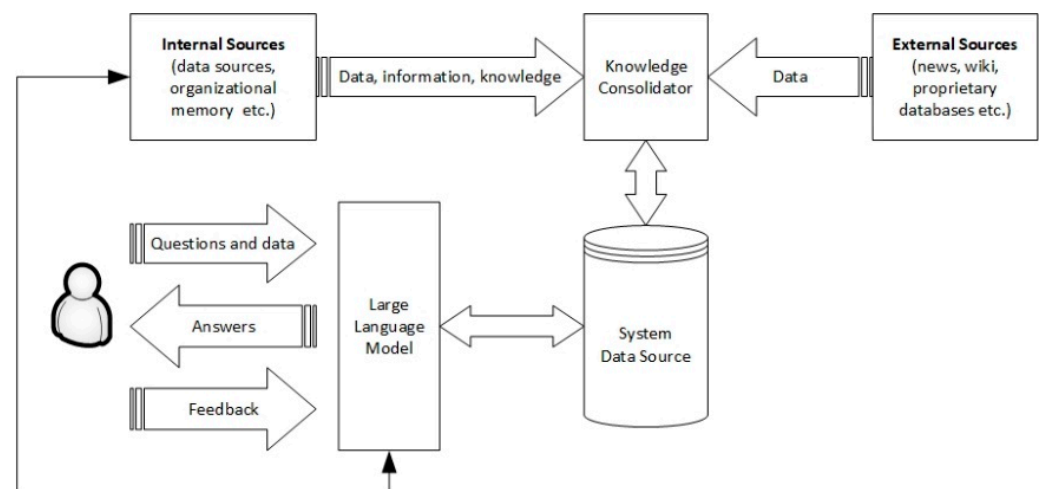 Internal Sources
(data sources,
organizational
memory etc.)
Data, information, knowledge
Knowledge
Consolidator
Data
External Sources
(news, wiki,
proprietary
databases etc.)
Questions and data
Answers
Feedback
Large
Language
Model
System
Data Source